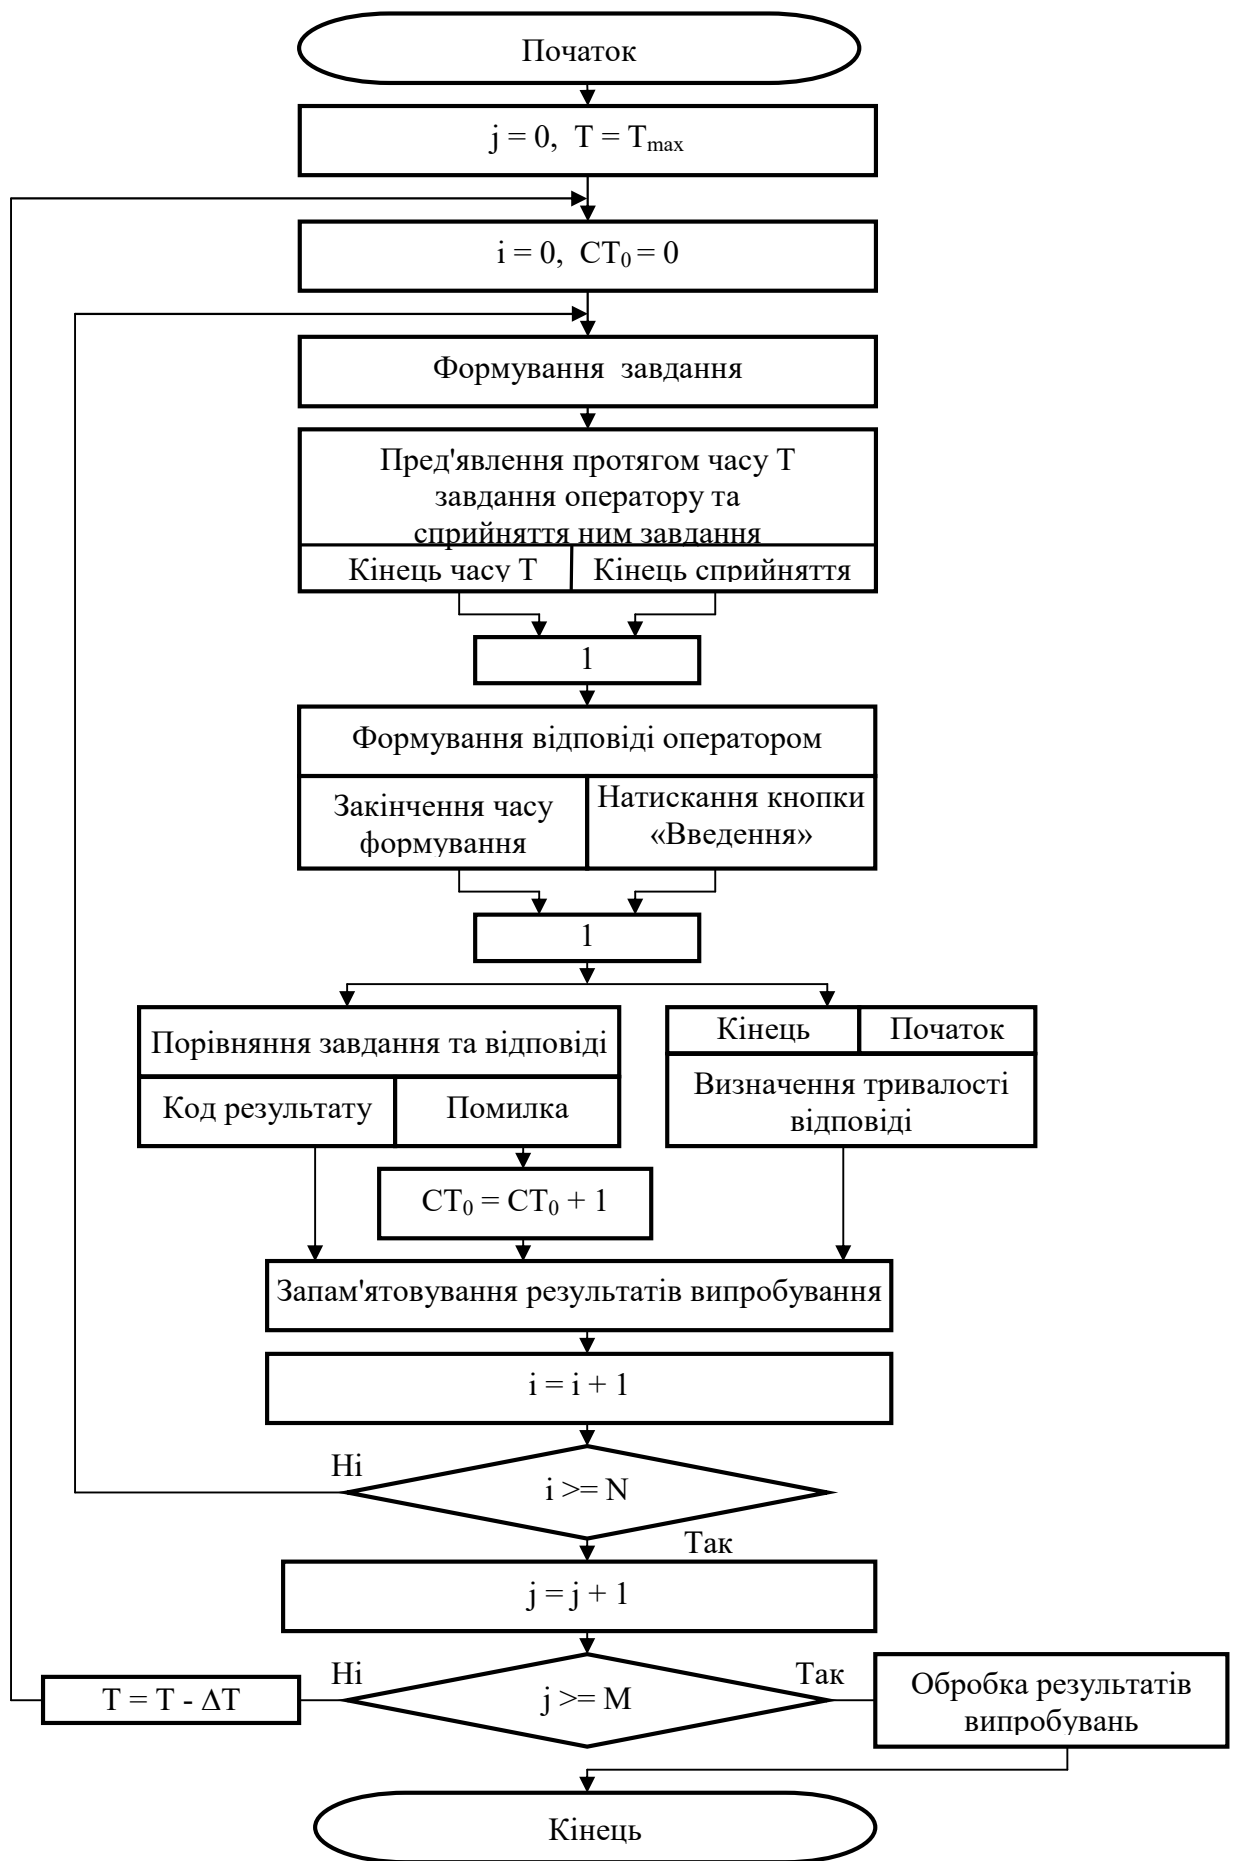 Початок
j = 0, T = Tmax
i = 0, CT0 = 0
Формування завдання
Пред'явлення протягом часу Т
завдання оператору та
сприйняття ним завдання
Кінець часу Т
Кінець сприйняття
1
Формування відповіді оператором
Закінчення часу
формування
Натискання кнопки
«Введення»
1
Порівняння завдання та відповіді
Код результату
Помилка
Кінець
Початок
Визначення тривалості
відповіді
CT0 = CT0 + 1
Запам'ятовування результатів випробування
i = i + 1
Ні
i >= N
Так
j = j + 1
T = T - ΔT
Ні
j >= M
Так
Обробка результатів
випробувань
Кінець